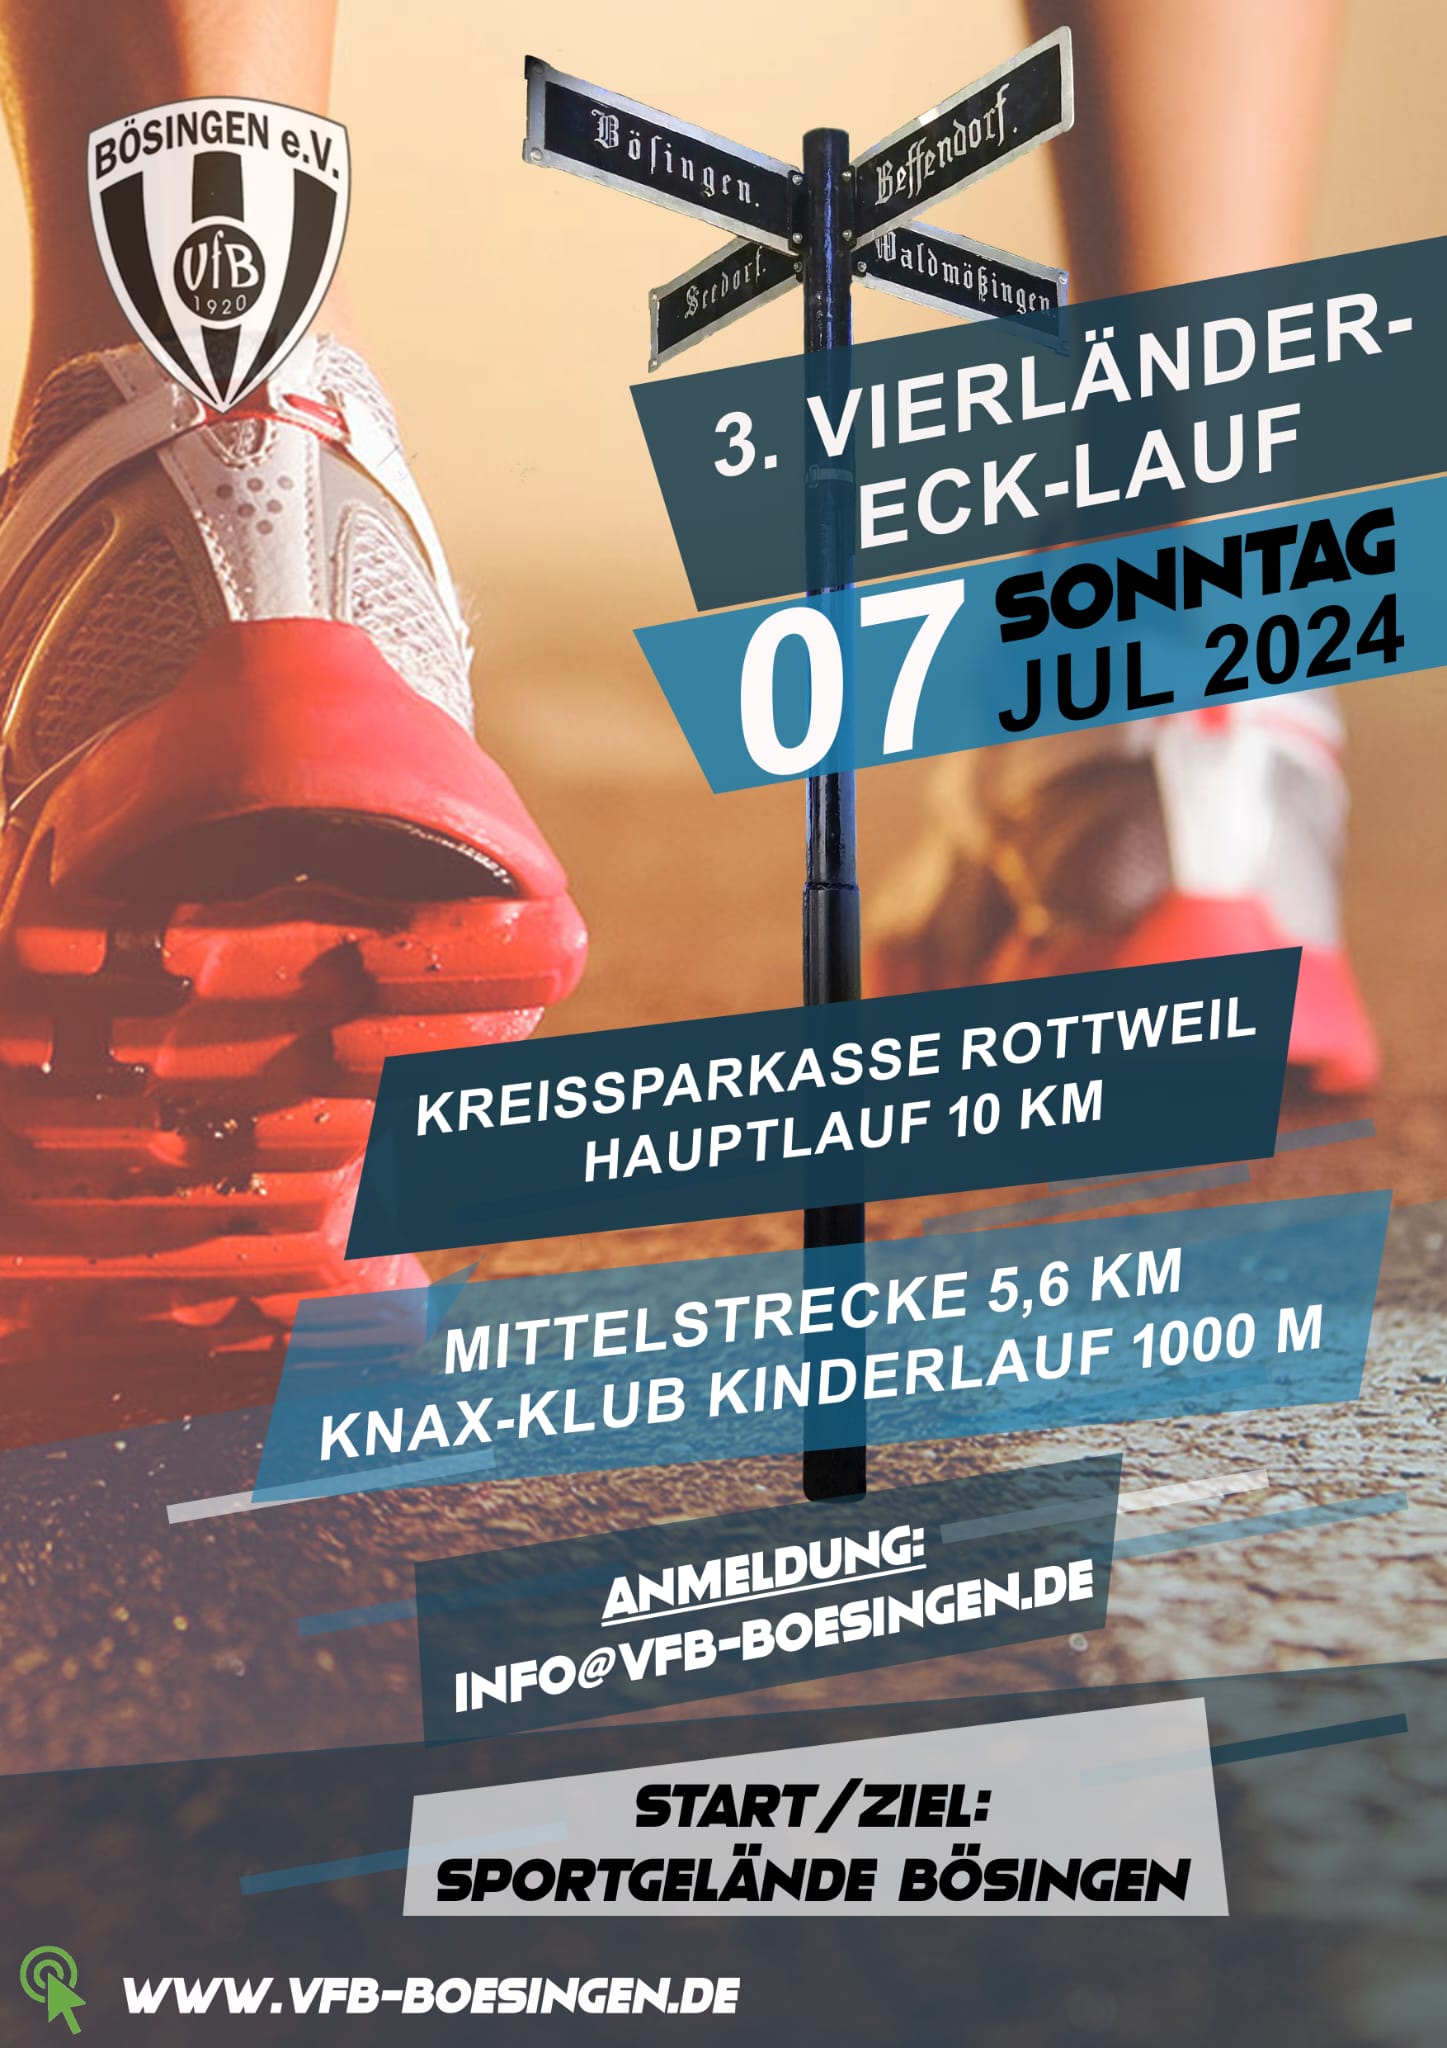 BÖSINGEN e.V.
VfB
1920
Böſingen.
Beffendorf.
Seedorf.
Waldmößingen.
3. VIERLÄNDER-
ECK-LAUF
07
SONNTAG
JUL 2024
KREISSPARKASSE ROTTWEIL
HAUPTLAUF 10 KM
MITTELSTRECKE 5,6 KM
KNAX-KLUB KINDERLAUF 1000 M
ANMELDUNG:
INFO@VFB-BOESINGEN.DE
START/ZIEL:
SPORTGELÄNDE BÖSINGEN
WWW.VFB-BOESINGEN.DE